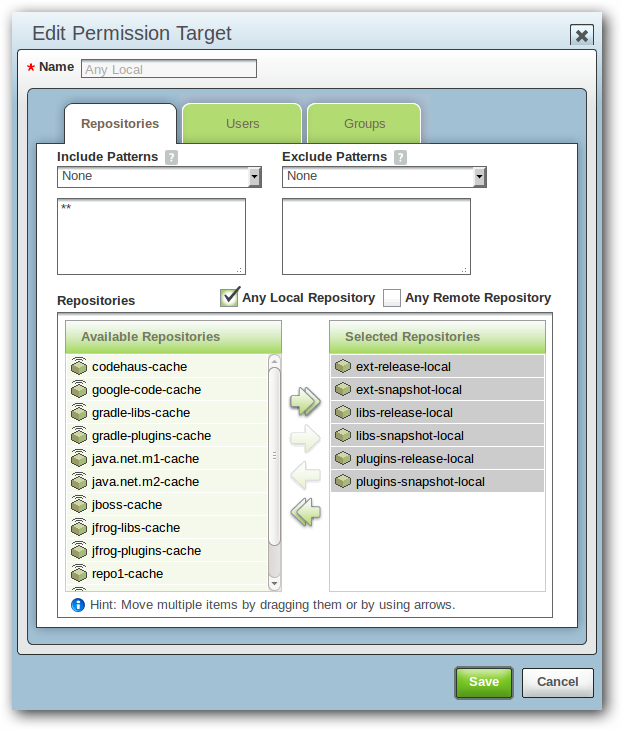 Edit Permission Target
* Name Any Local
Repositories Users Groups
Include Patterns ? Exclude Patterns ?
None None
**
Repositories Any Local Repository Any Remote Repository
Available Repositories Selected Repositories
codehaus-cache ext-release-local
google-code-cache ext-snapshot-local
gradle-libs-cache libs-release-local
gradle-plugins-cache libs-snapshot-local
java.net.m1-cache plugins-release-local
java.net.m2-cache plugins-snapshot-local
jboss-cache
jfrog-libs-cache
jfrog-plugins-cache
repo1-cache
Hint: Move multiple items by dragging them or by using arrows.
Save Cancel